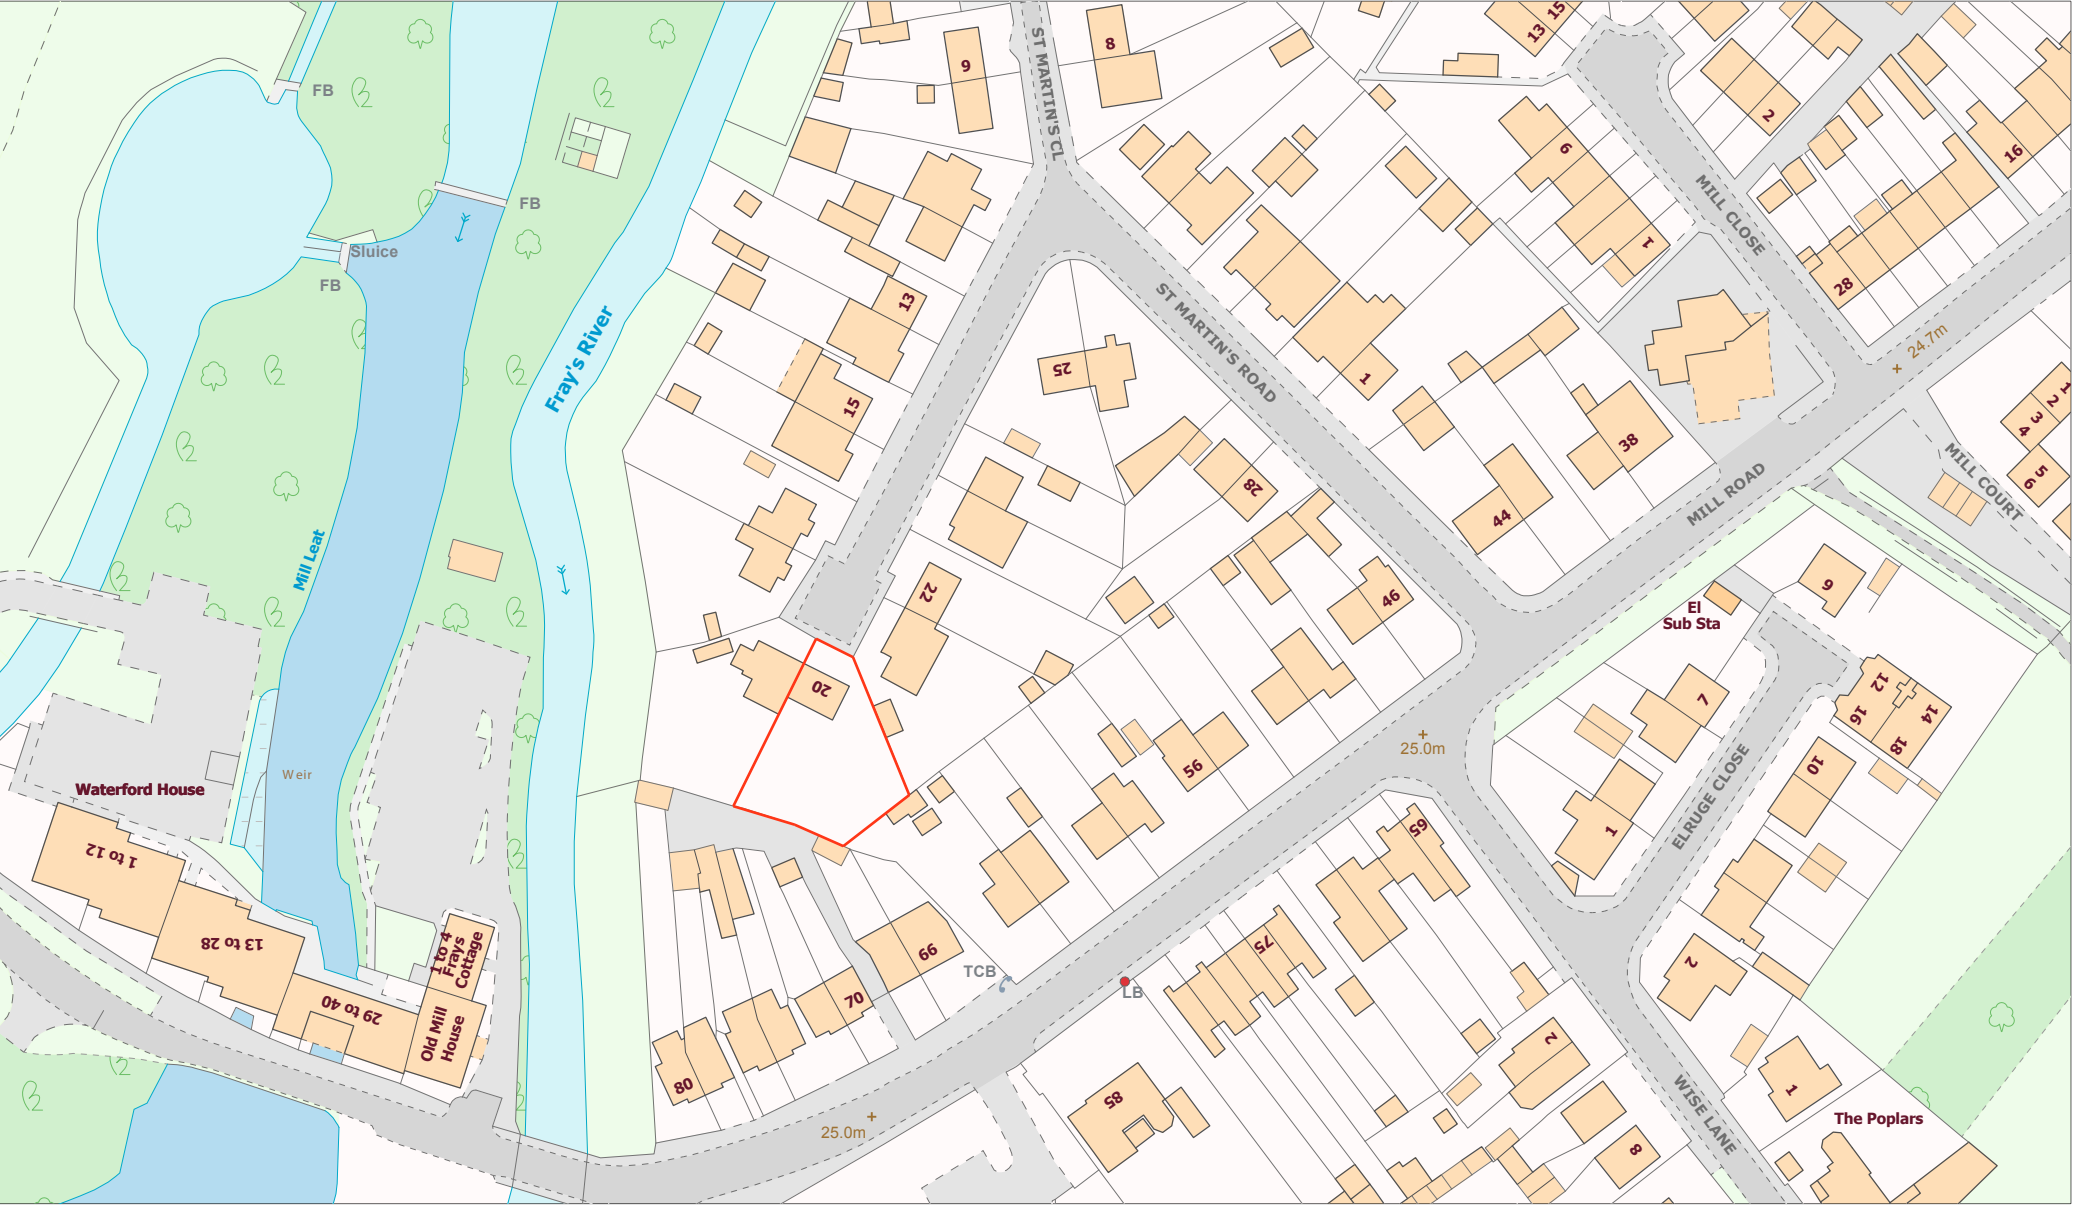 ST MARTIN'S CL
9
8
13
15
2
16
6
1
28
MILL CLOSE
24.7m
FB
FB
FB
Sluice
Fray's River
Mill Leat
13
15
25
ST MARTIN'S ROAD
1
28
38
44
MILL ROAD
MILL COURT
1
2
3
4
5
6
46
22
20
56
25.0m
El
Sub Sta
9
7
12
14
16
18
10
1
ELRUGE CLOSE
2
Weir
Waterford House
1 to 12
13 to 28
29 to 40
1 to 4
Frays
Cottage
Old Mill
House
66
70
80
TCB
LB
65
75
85
25.0m
2
8
WISE LANE
1
The Poplars